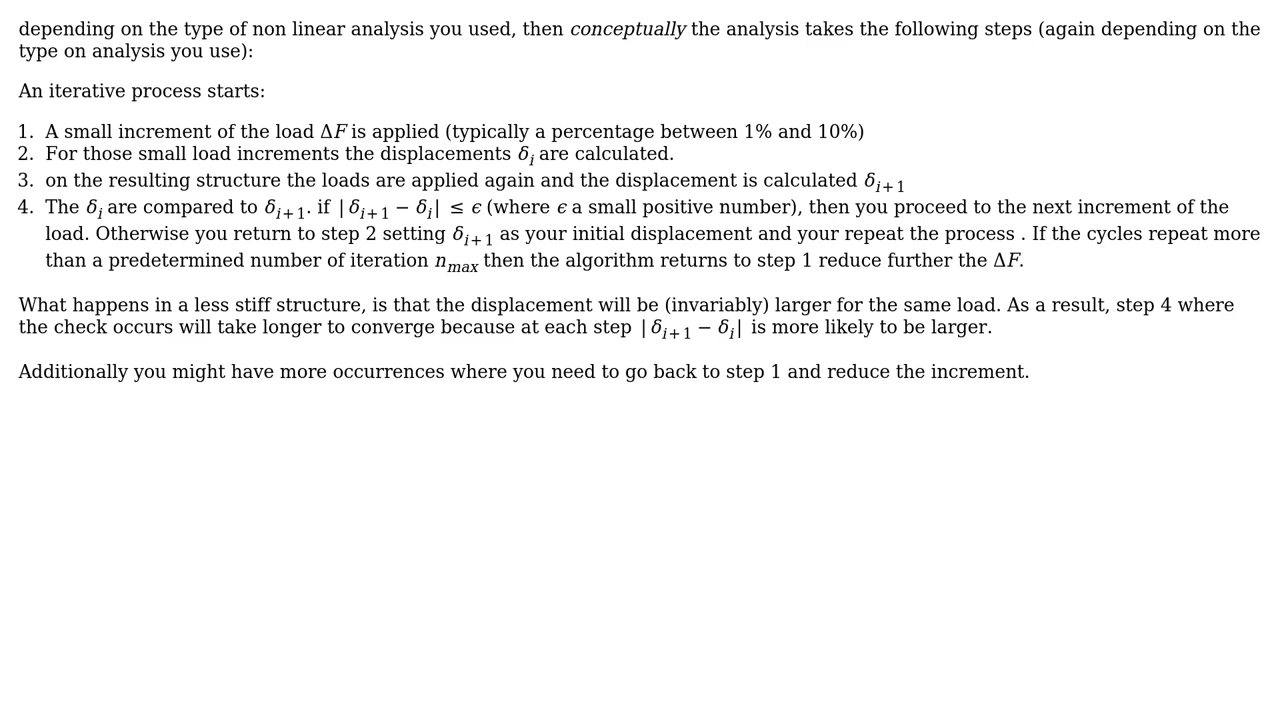 depending on the type of non linear analysis you used, then conceptually the analysis takes the following steps (again depending on the
type on analysis you use):
An iterative process starts:
1. A small increment of the load ΔF is applied (typically a percentage between 1% and 10%)
2. For those small load increments the displacements δ_i are calculated.
3. on the resulting structure the loads are applied again and the displacement is calculated δ_{i+1}
4. The δ_i are compared to δ_{i+1}. if |δ_{i+1} − δ_i| ≤ ϵ (where ϵ a small positive number), then you proceed to the next increment of the
load. Otherwise you return to step 2 setting δ_{i+1} as your initial displacement and your repeat the process . If the cycles repeat more
than a predetermined number of iteration n_{max} then the algorithm returns to step 1 reduce further the ΔF.
What happens in a less stiff structure, is that the displacement will be (invariably) larger for the same load. As a result, step 4 where
the check occurs will take longer to converge because at each step |δ_{i+1} − δ_i| is more likely to be larger.
Additionally you might have more occurrences where you need to go back to step 1 and reduce the increment.